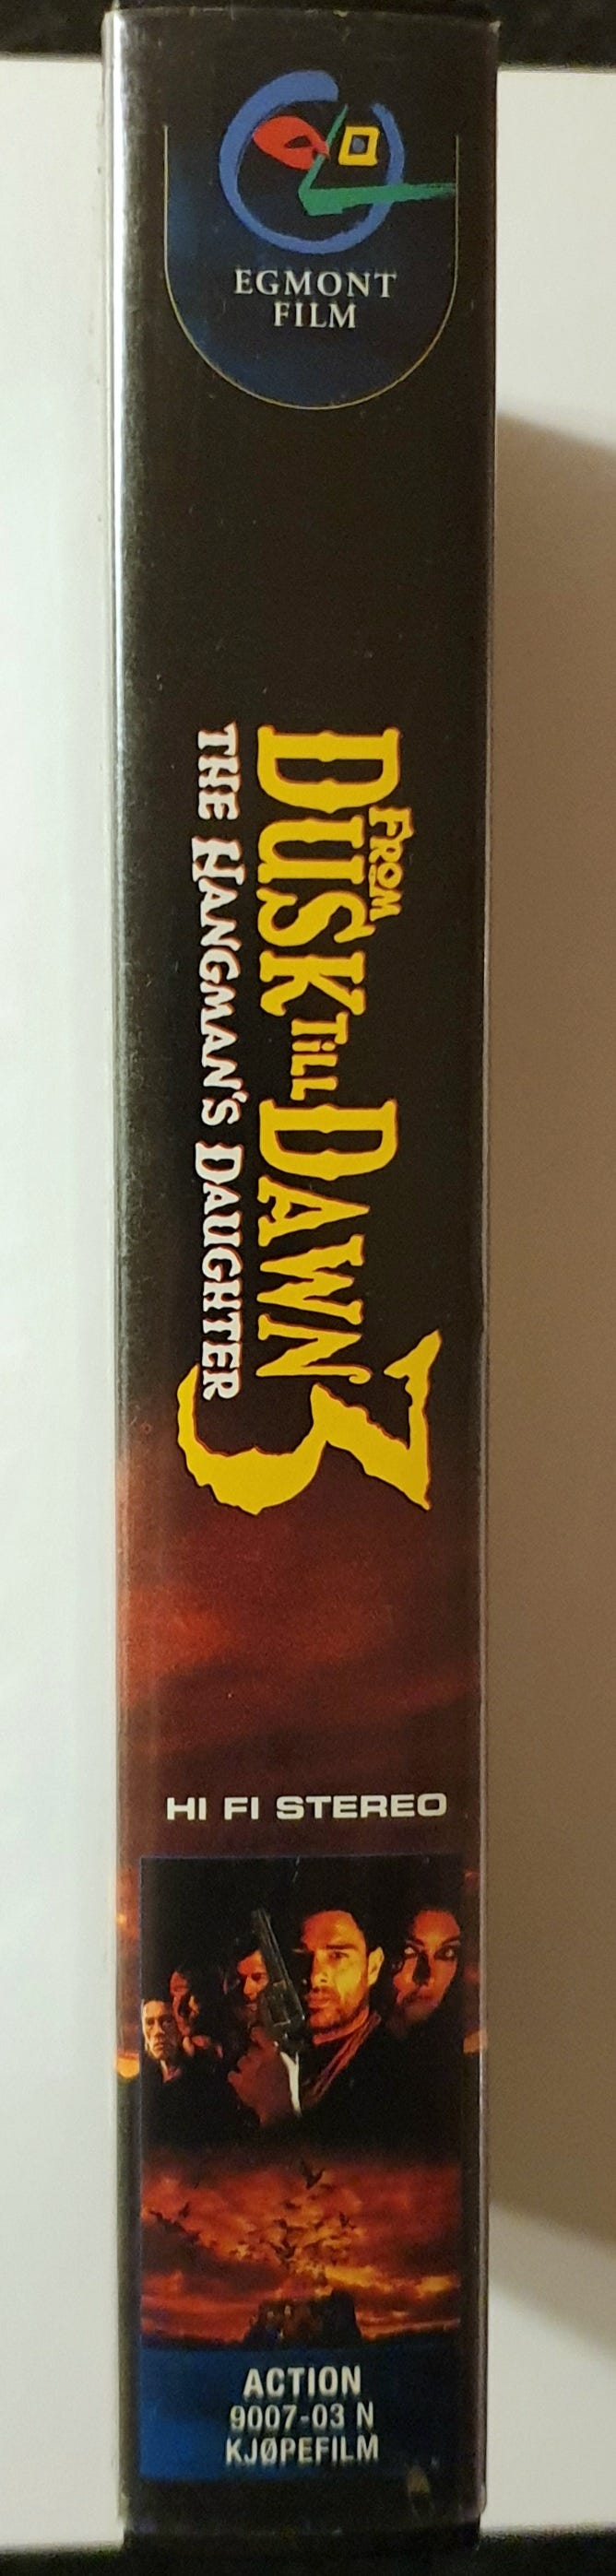 EGMONT
FILM
FROM
DUSK TILL DAWN 3
THE HANGMAN'S DAUGHTER
HI FI STEREO
ACTION
9007-03 N
KJØPEFILM